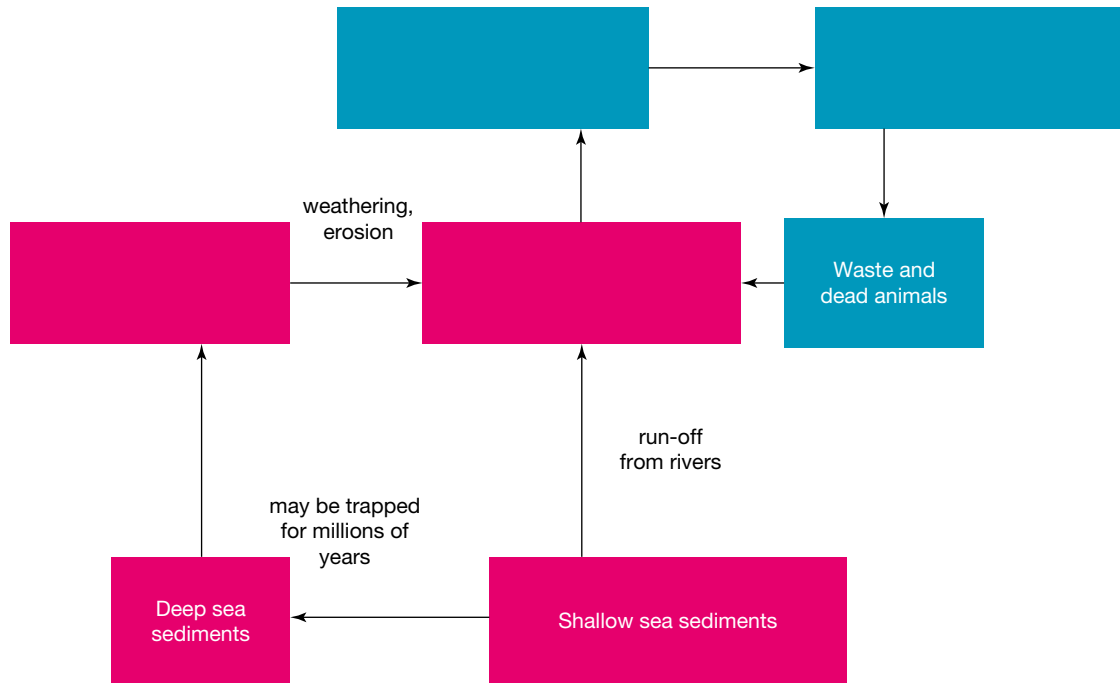 weathering,
erosion
Waste and
dead animals
run-off
from rivers
may be trapped
for millions of
years
Deep sea
sediments
Shallow sea sediments